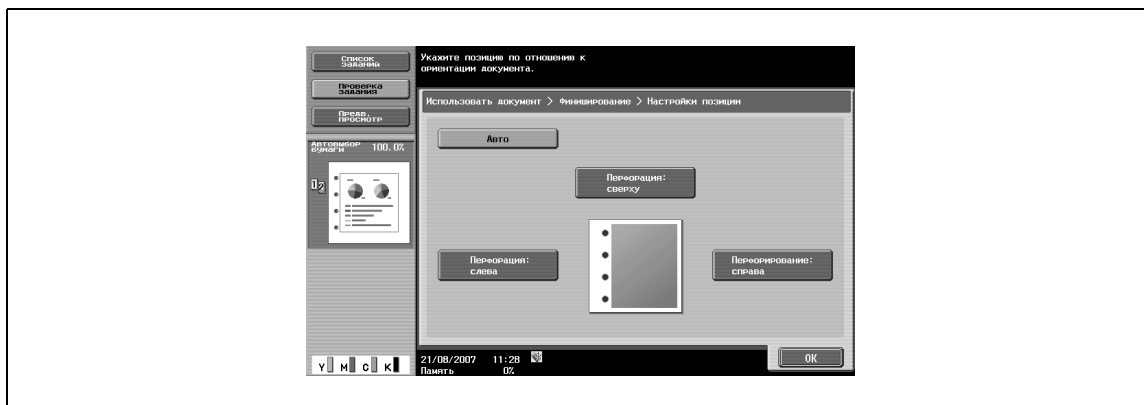 Список
заданий
Проверка
задания
Предв.
просмотр
Автовыбор
бумаги 100.0%
Укажите позицию по отношению к
ориентации документа.
Использовать документ > Финиширование > Настройки позиции
Авто
Перфорация:
сверху
Перфорация:
слева
Перфорирование:
справа
Y M C K
21/08/2007 11:28
Память 0%
OK